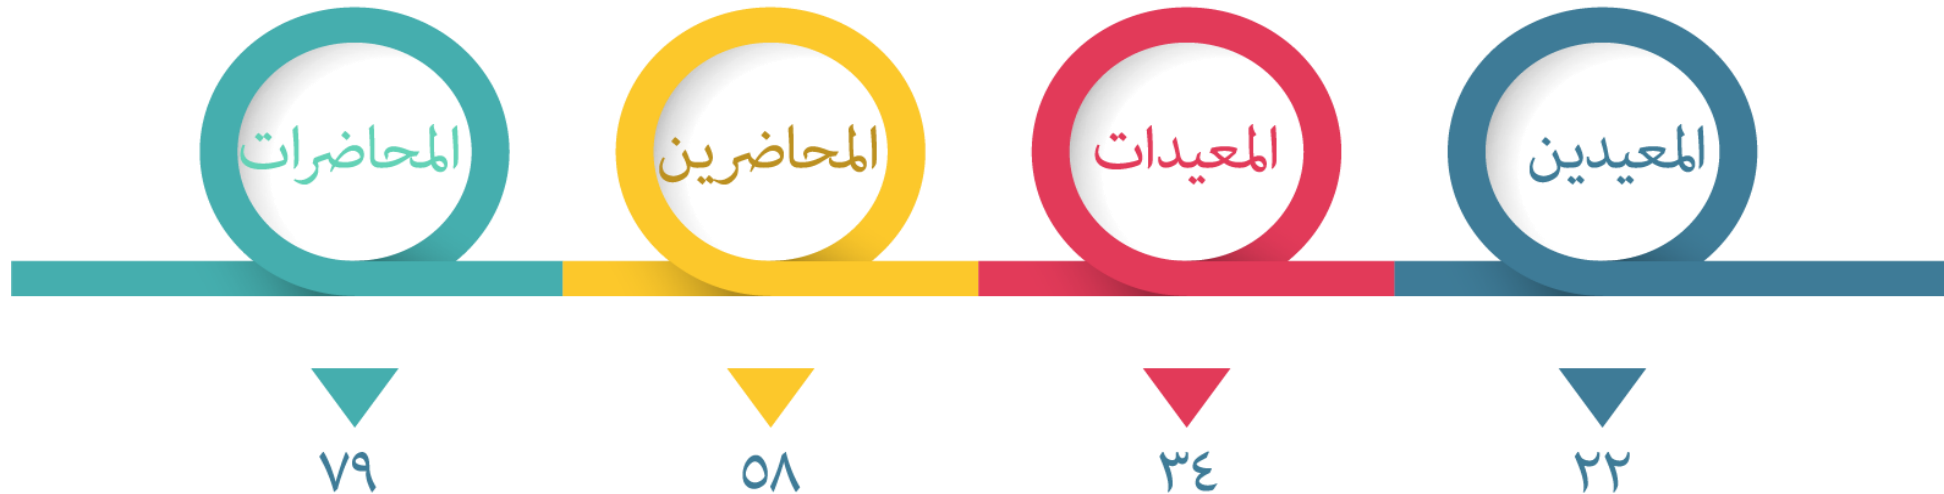 المعيدين
المعيدات
المحاضرين
المحاضرات
٢٢
٣٤
٥٨
٧٩